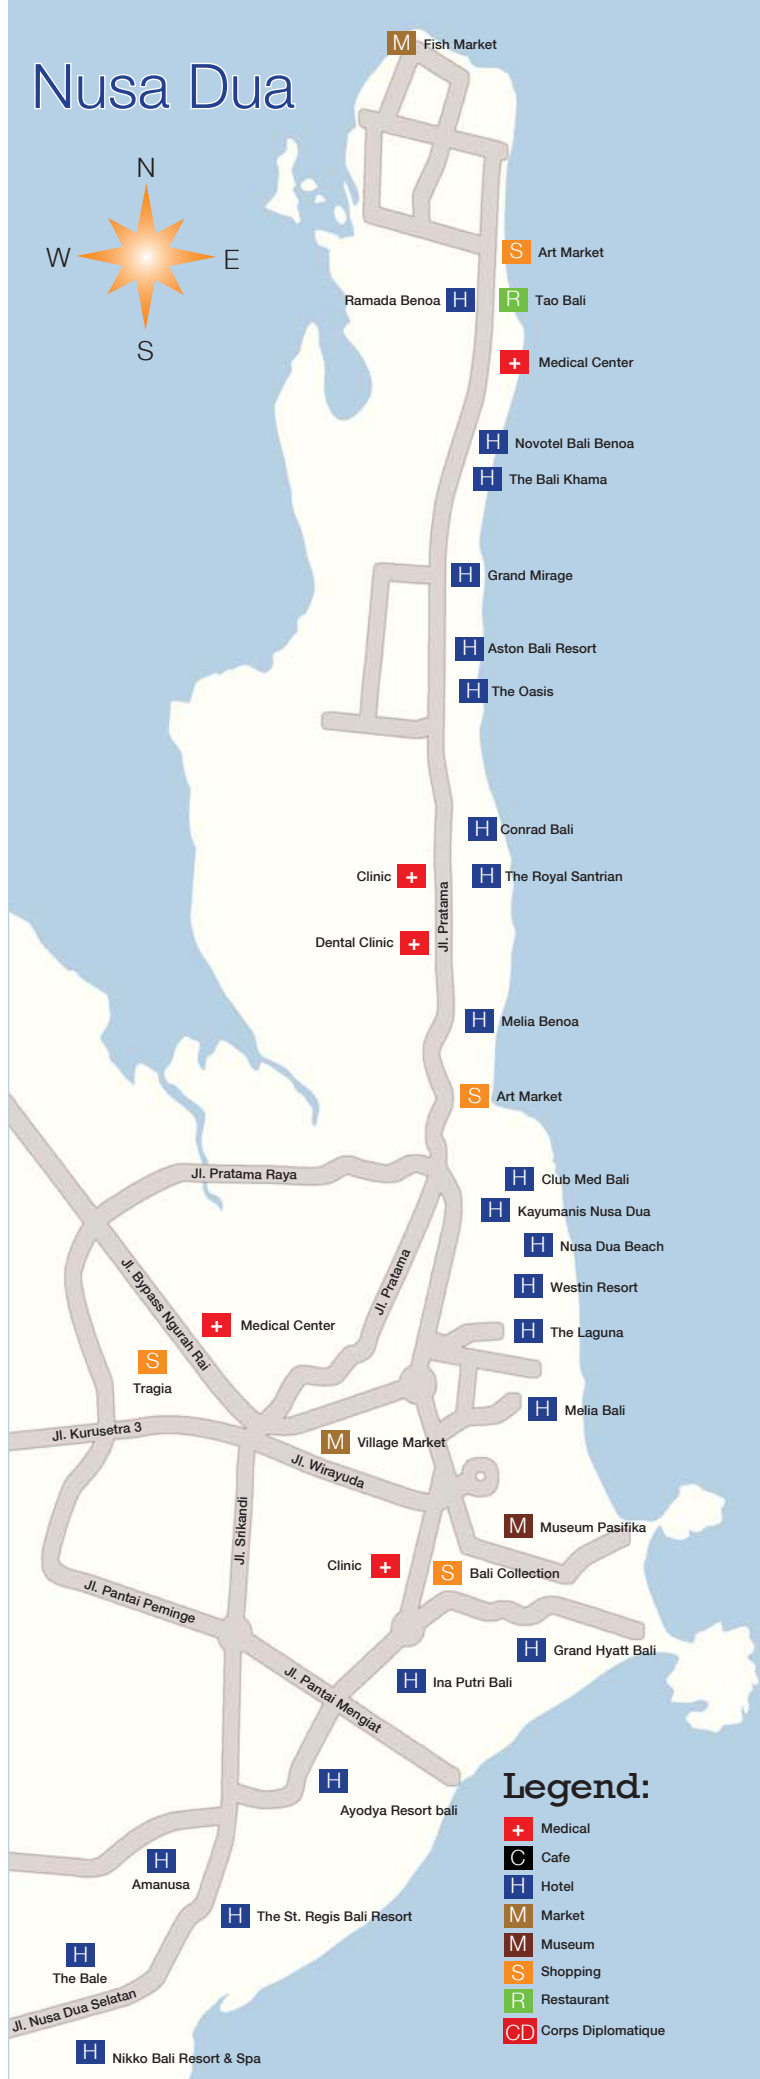 M Fish Market
Nusa Dua
N
W E
S
S Art Market
Ramada Benoa H R Tao Bali
+ Medical Center
H Novotel Bali Benoa
H The Bali Khama
H Grand Mirage
H Aston Bali Resort
H The Oasis
H Conrad Bali
Clinic + H The Royal Santrian
Jl. Pratama
Dental Clinic +
H Melia Benoa
S Art Market
Jl. Pratama Raya
H Club Med Bali
H Kayumanis Nusa Dua
H Nusa Dua Beach
Jl. Pratama
Jl. Bypass Ngurah Rai
H Westin Resort
+ Medical Center
H The Laguna
S
Tragia
H Melia Bali
Jl. Kurusetra 3
M Village Market
Jl. Wirayuda
Jl. Srikandi
M Museum Pasifika
Clinic +
S Bali Collection
Jl. Pantai Peminge
H Grand Hyatt Bali
H Ina Putri Bali
Jl. Pantai Mengiat
H
Ayodya Resort bali
H
Amanusa
H The St. Regis Bali Resort
H
The Bale
Jl. Nusa Dua Selatan
H Nikko Bali Resort & Spa
Legend:
+ Medical
C Cafe
H Hotel
M Market
M Museum
S Shopping
R Restaurant
CD Corps Diplomatique